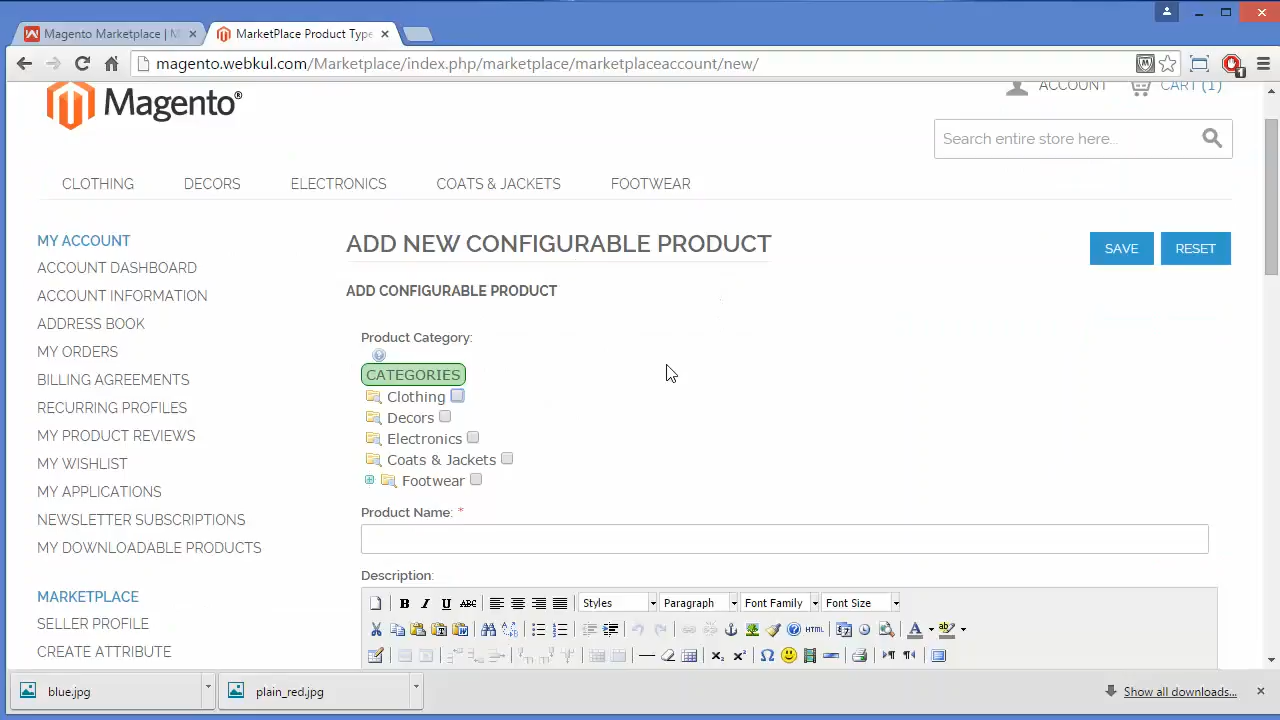 Magento Marketplace | M
MarketPlace Product Type
magento.webkul.com/Marketplace/index.php/marketplace/marketplaceaccount/new/
Magento®
ACCOUNT
CART (1)
Search entire store here...
CLOTHING
DECORS
ELECTRONICS
COATS & JACKETS
FOOTWEAR
MY ACCOUNT
ACCOUNT DASHBOARD
ACCOUNT INFORMATION
ADDRESS BOOK
MY ORDERS
BILLING AGREEMENTS
RECURRING PROFILES
MY PRODUCT REVIEWS
MY WISHLIST
MY APPLICATIONS
NEWSLETTER SUBSCRIPTIONS
MY DOWNLOADABLE PRODUCTS
MARKETPLACE
SELLER PROFILE
CREATE ATTRIBUTE
ADD NEW CONFIGURABLE PRODUCT
SAVE
RESET
ADD CONFIGURABLE PRODUCT
Product Category:
CATEGORIES
Clothing
Decors
Electronics
Coats & Jackets
Footwear
Product Name: *
Description:
B I U ABC
Styles
Paragraph
Font Family
Font Size
HTML
blue.jpg
plain_red.jpg
Show all downloads...